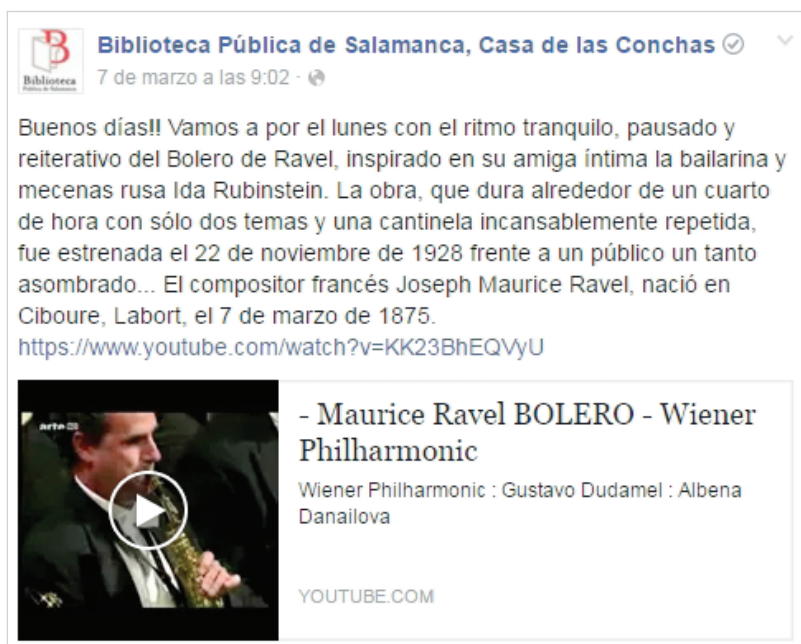 B
Biblioteca
Pública de Salamanca
Biblioteca Pública de Salamanca, Casa de las Conchas
7 de marzo a las 9:02 ·
Buenos días!! Vamos a por el lunes con el ritmo tranquilo, pausado y
reiterativo del Bolero de Ravel, inspirado en su amiga íntima la bailarina y
mecenas rusa Ida Rubinstein. La obra, que dura alrededor de un cuarto
de hora con sólo dos temas y una cantinela incansablemente repetida,
fue estrenada el 22 de noviembre de 1928 frente a un público un tanto
asombrado... El compositor francés Joseph Maurice Ravel, nació en
Ciboure, Labort, el 7 de marzo de 1875.
https://www.youtube.com/watch?v=KK23BhEQVyU
arte
- Maurice Ravel BOLERO - Wiener
Philharmonic
Wiener Philharmonic : Gustavo Dudamel : Albena
Danailova
YOUTUBE.COM